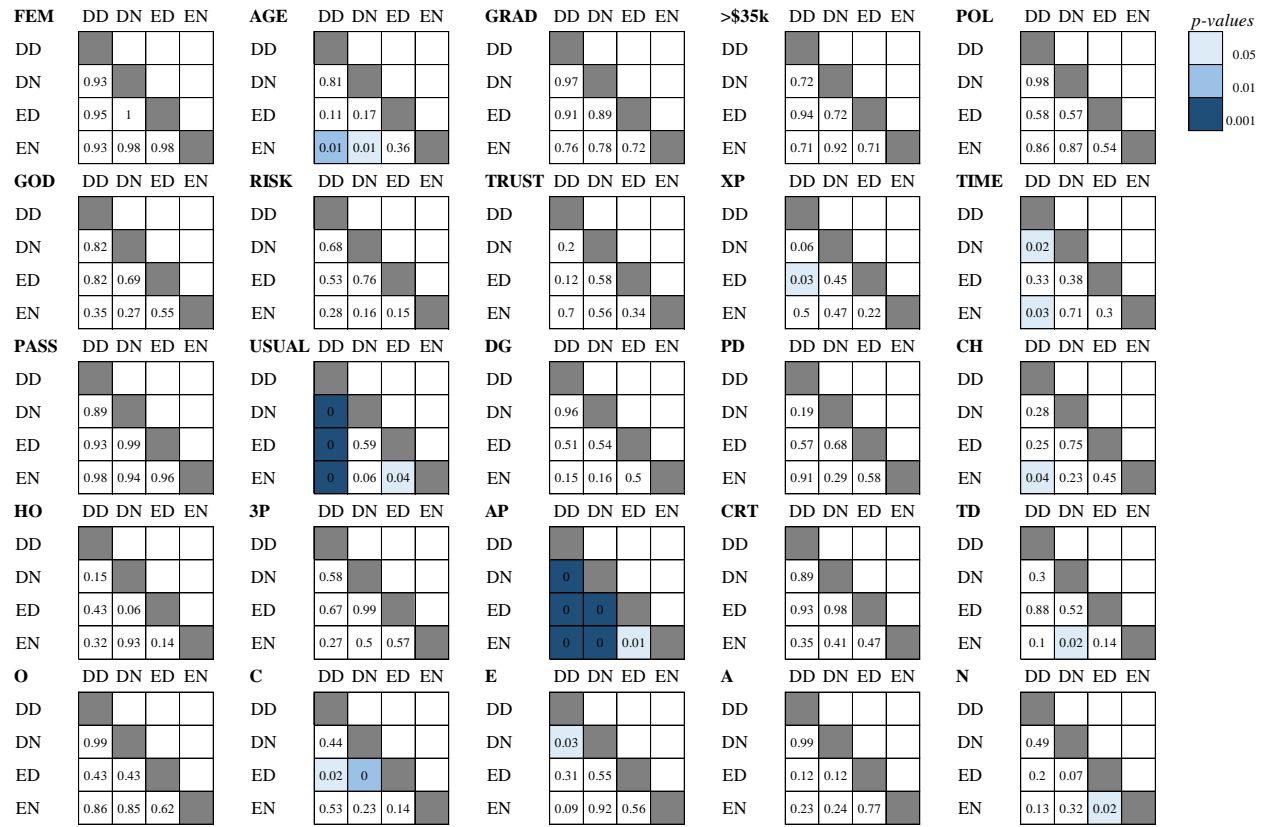 FEM DD DN ED EN AGE DD DN ED EN GRAD DD DN ED EN >$35k DD DN ED EN POL DD DN ED EN p-values
DD DD DD DD DD 0.05
DN 0.93 DN 0.81 DN 0.97 DN 0.72 DN 0.98 0.01
ED 0.95 1 ED 0.11 0.17 ED 0.91 0.89 ED 0.94 0.72 ED 0.58 0.57 0.001
EN 0.93 0.98 0.98 EN 0.01 0.01 0.36 EN 0.76 0.78 0.72 EN 0.71 0.92 0.71 EN 0.86 0.87 0.54
GOD DD DN ED EN RISK DD DN ED EN TRUST DD DN ED EN XP DD DN ED EN TIME DD DN ED EN
DD DD DD DD DD
DN 0.82 DN 0.68 DN 0.2 DN 0.06 DN 0.02
ED 0.82 0.69 ED 0.53 0.76 ED 0.12 0.58 ED 0.03 0.45 ED 0.33 0.38
EN 0.35 0.27 0.55 EN 0.28 0.16 0.15 EN 0.7 0.56 0.34 EN 0.5 0.47 0.22 EN 0.03 0.71 0.3
PASS DD DN ED EN USUAL DD DN ED EN DG DD DN ED EN PD DD DN ED EN CH DD DN ED EN
DD DD DD DD DD
DN 0.89 DN 0 DN 0.96 DN 0.19 DN 0.28
ED 0.93 0.99 ED 0 0.59 ED 0.51 0.54 ED 0.57 0.68 ED 0.25 0.75
EN 0.98 0.94 0.96 EN 0 0.06 0.04 EN 0.15 0.16 0.5 EN 0.91 0.29 0.58 EN 0.04 0.23 0.45
HO DD DN ED EN 3P DD DN ED EN AP DD DN ED EN CRT DD DN ED EN TD DD DN ED EN
DD DD DD DD DD
DN 0.15 DN 0.58 DN 0 DN 0.89 DN 0.3
ED 0.43 0.06 ED 0.67 0.99 ED 0 0 ED 0.93 0.98 ED 0.88 0.52
EN 0.32 0.93 0.14 EN 0.27 0.5 0.57 EN 0 0 0.01 EN 0.35 0.41 0.47 EN 0.1 0.02 0.14
O DD DN ED EN C DD DN ED EN E DD DN ED EN A DD DN ED EN N DD DN ED EN
DD DD DD DD DD
DN 0.99 DN 0.44 DN 0.03 DN 0.99 DN 0.49
ED 0.43 0.43 ED 0.02 0 ED 0.31 0.55 ED 0.12 0.12 ED 0.2 0.07
EN 0.86 0.85 0.62 EN 0.53 0.23 0.14 EN 0.09 0.92 0.56 EN 0.23 0.24 0.77 EN 0.13 0.32 0.02